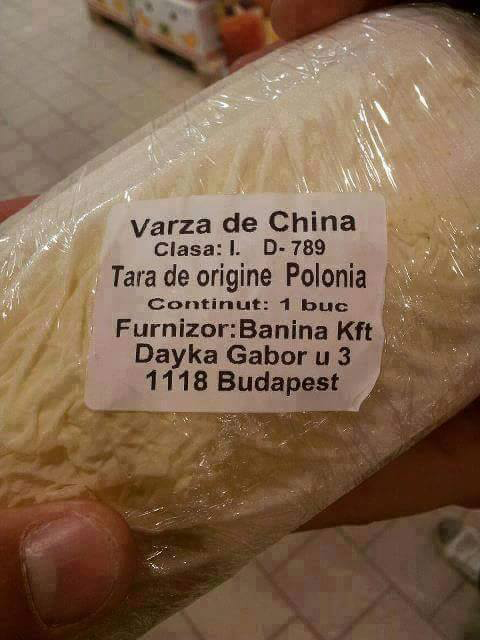 Varza de China
Clasa: I. D-789
Tara de origine Polonia
Continut: 1 buc
Furnizor:Banina Kft
Dayka Gabor u 3
1118 Budapest